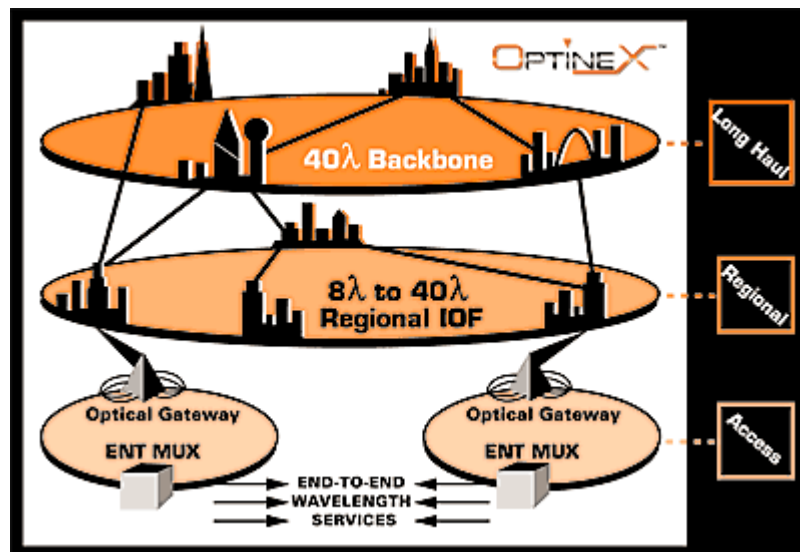 OPTINEX™
40λ Backbone
Long Haul
8λ to 40λ
Regional IOF
Regional
Optical Gateway
ENT MUX
Optical Gateway
ENT MUX
Access
END-TO-END
WAVELENGTH
SERVICES